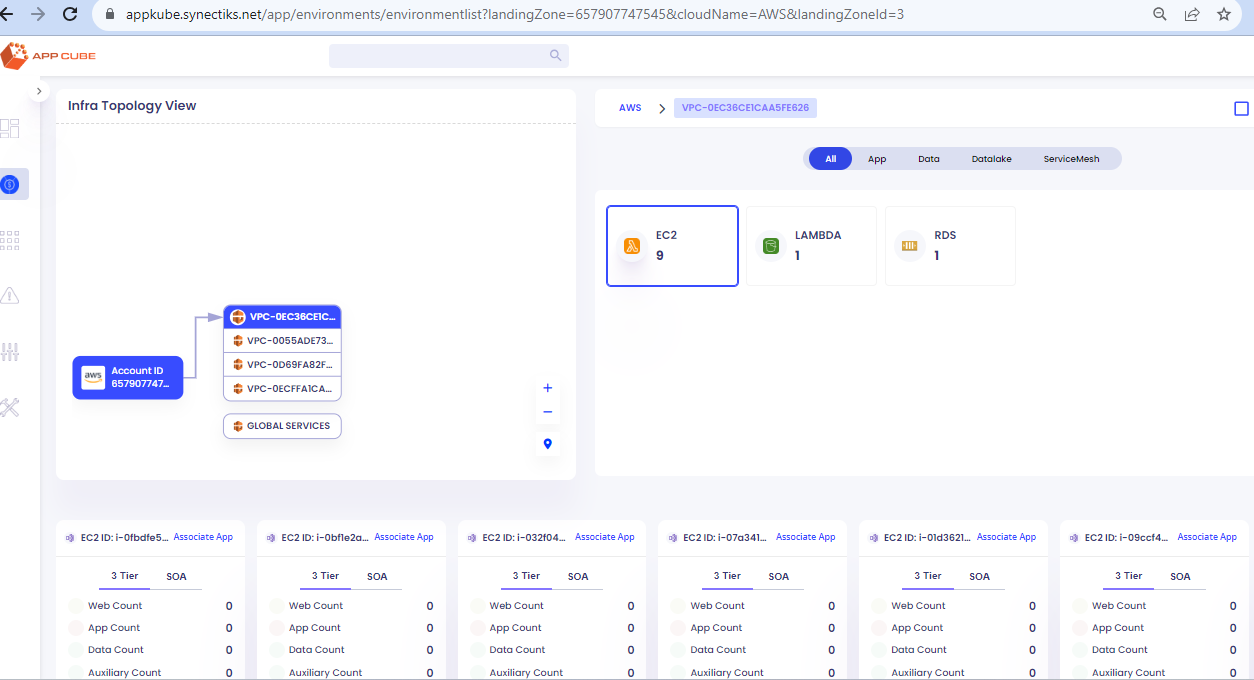 appkube.synectiks.net/app/environments/environmentlist?landingZone=657907747545&cloudName=AWS&landingZoneId=3
APP CUBE
Infra Topology View
AWS
VPC-0EC36CE1CAA5FE626
All App Data Datalake ServiceMesh
EC2
9
LAMBDA
1
RDS
1
aws
Account ID
657907747...
VPC-0EC36CE1C...
VPC-0055ADE73...
VPC-0D69FA82F...
VPC-0ECFFA1CA...
GLOBAL SERVICES
+
−
EC2 ID: i-0fbdfe5... Associate App
3 Tier SOA
Web Count 0
App Count 0
Data Count 0
Auxiliary Count 0
EC2 ID: i-0bf1e2a... Associate App
3 Tier SOA
Web Count 0
App Count 0
Data Count 0
Auxiliary Count 0
EC2 ID: i-032f04... Associate App
3 Tier SOA
Web Count 0
App Count 0
Data Count 0
Auxiliary Count 0
EC2 ID: i-07a341... Associate App
3 Tier SOA
Web Count 0
App Count 0
Data Count 0
Auxiliary Count 0
EC2 ID: i-01d3621... Associate App
3 Tier SOA
Web Count 0
App Count 0
Data Count 0
Auxiliary Count 0
EC2 ID: i-09ccf4... Associate App
3 Tier SOA
Web Count 0
App Count 0
Data Count 0
Auxiliary Count 0